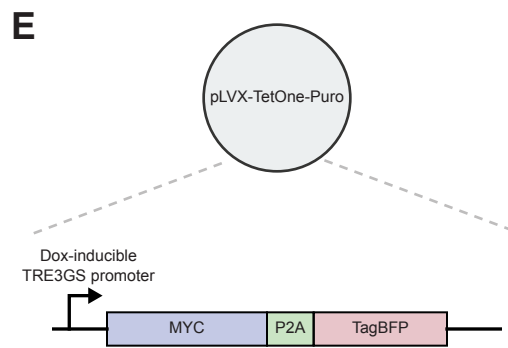 E
pLVX-TetOne-Puro
Dox-inducible
TRE3GS promoter
MYC P2A TagBFP